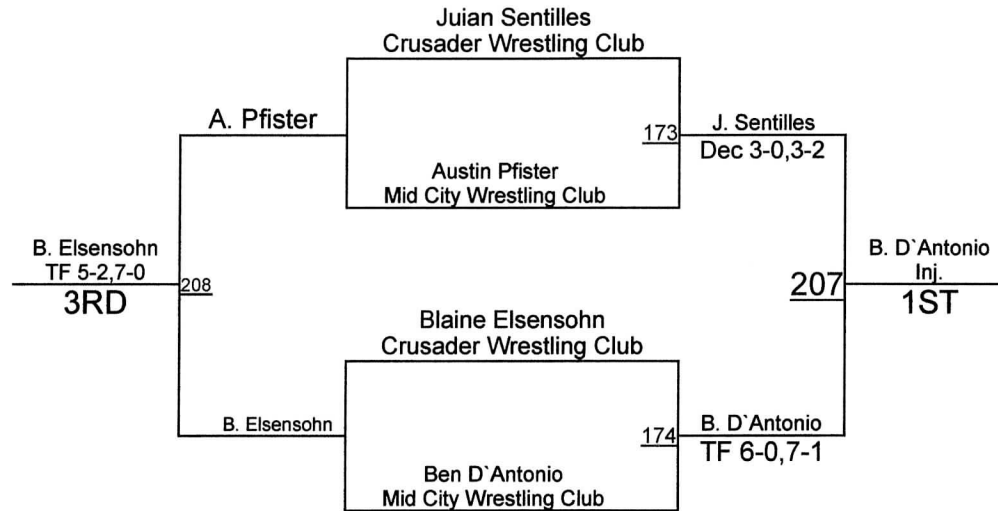 Juian Sentilles
Crusader Wrestling Club
A. Pfister
173
J. Sentilles
Dec 3-0,3-2
Austin Pfister
Mid City Wrestling Club
B. Elsensohn
TF 5-2,7-0
3RD
208
207
B. D`Antonio
Inj.
1ST
Blaine Elsensohn
Crusader Wrestling Club
B. Elsensohn
174
B. D`Antonio
TF 6-0,7-1
Ben D`Antonio
Mid City Wrestling Club